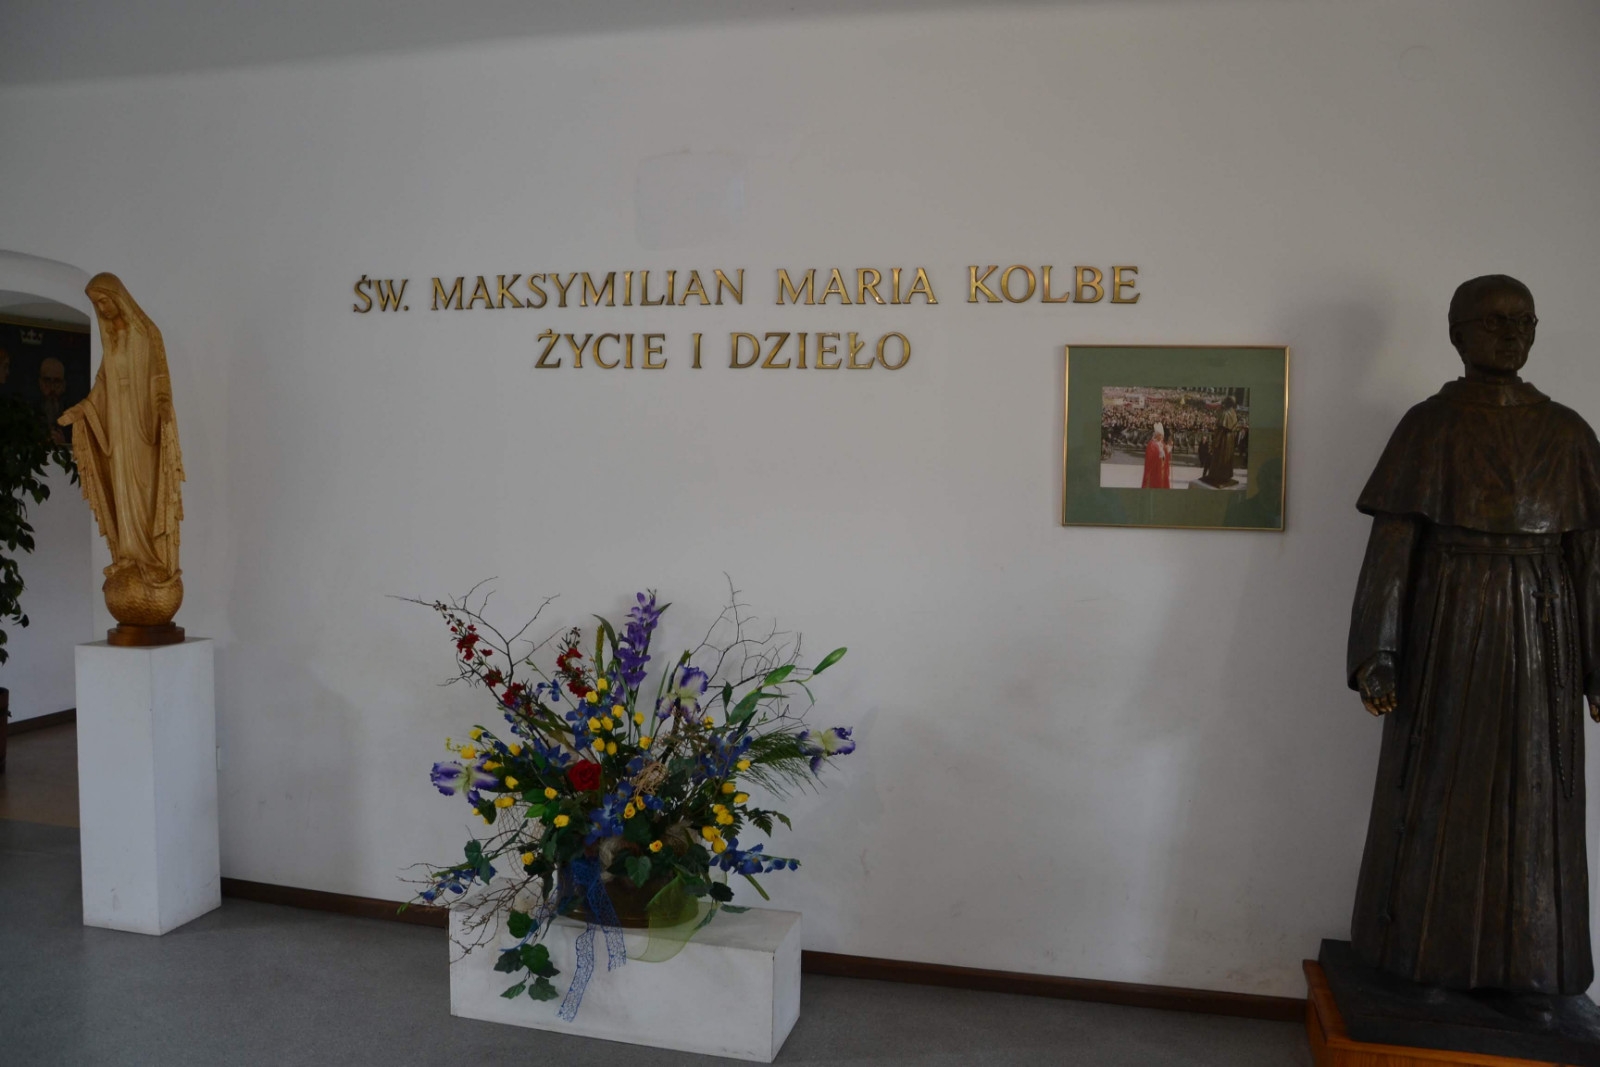 ŚW. MAKSYMILIAN MARIA KOLBE
ŻYCIE I DZIEŁO